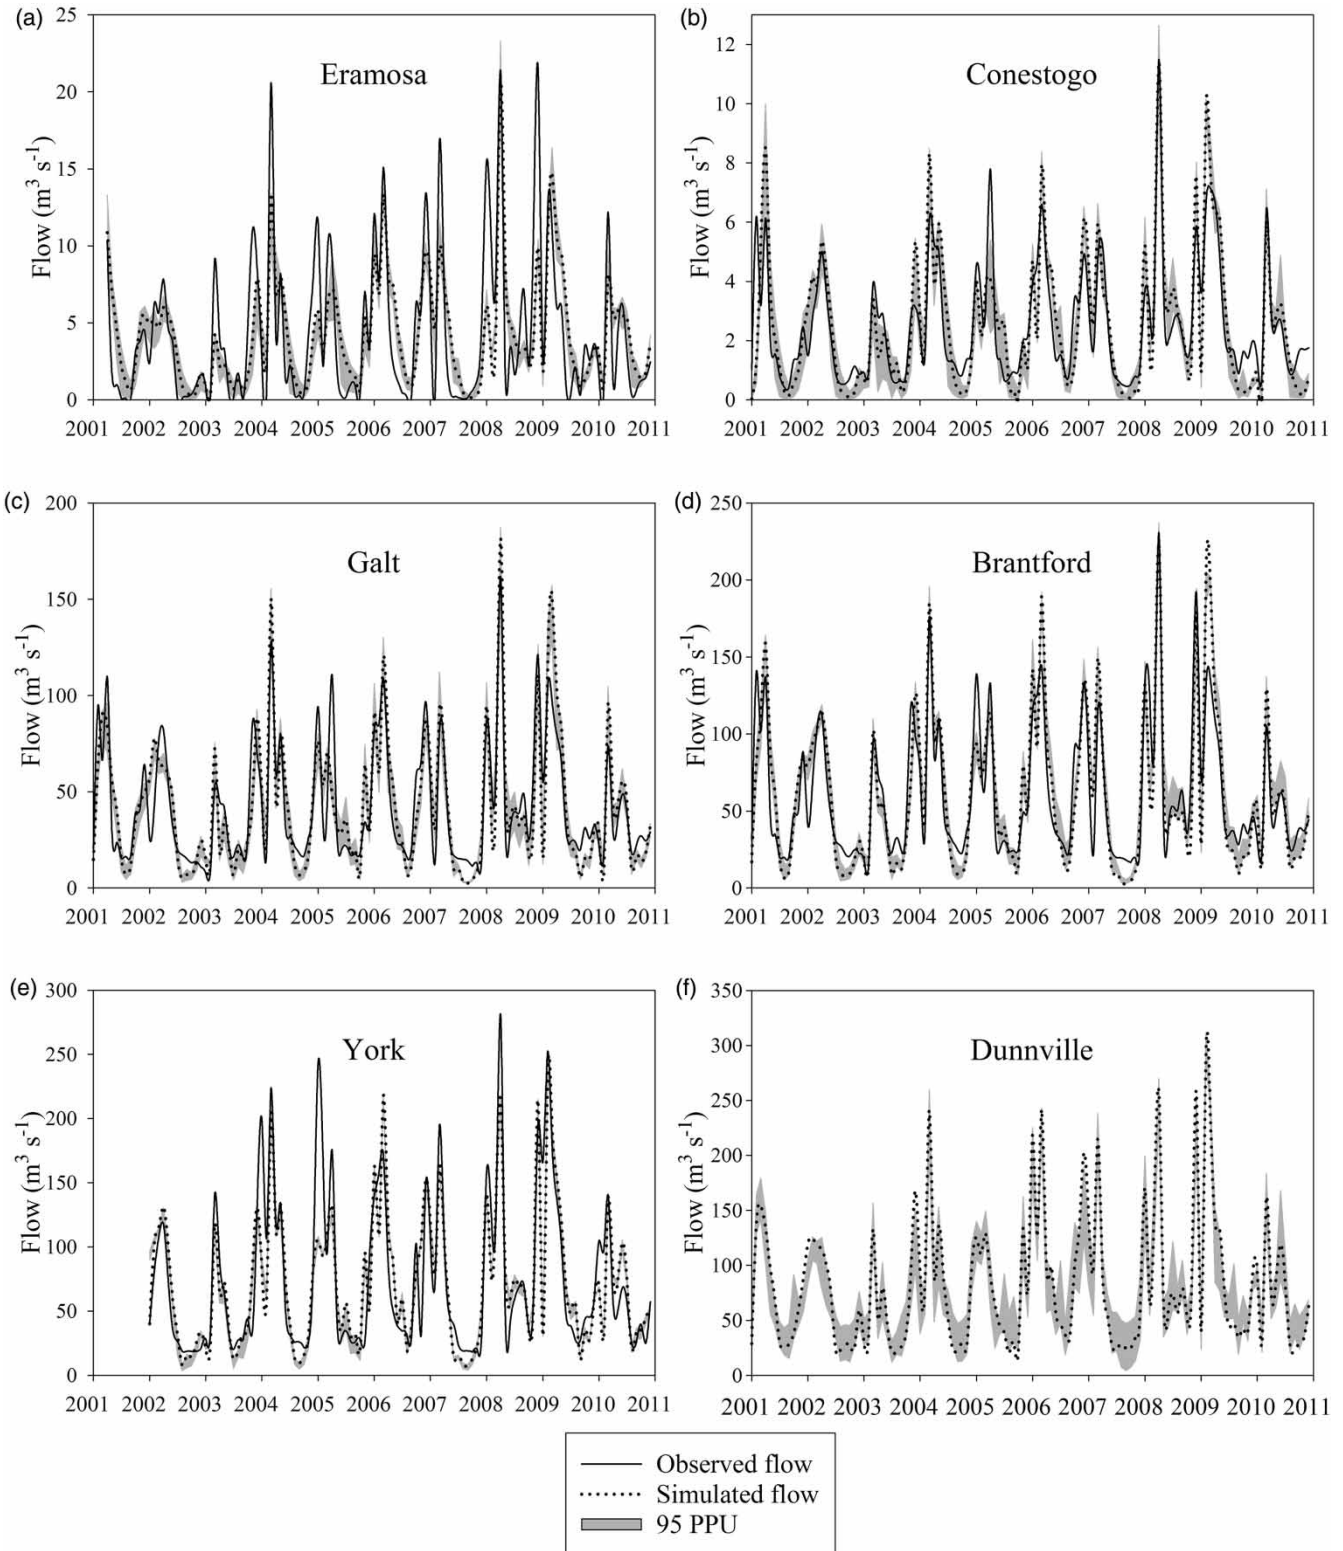 (a)
25
20
15
10
5
0
Flow (m³ s⁻¹)
Eramosa
2001 2002 2003 2004 2005 2006 2007 2008 2009 2010 2011
(b)
12
10
8
6
4
2
0
Flow (m³ s⁻¹)
Conestogo
2001 2002 2003 2004 2005 2006 2007 2008 2009 2010 2011
(c)
200
150
100
50
0
Flow (m³ s⁻¹)
Galt
2001 2002 2003 2004 2005 2006 2007 2008 2009 2010 2011
(d)
250
200
150
100
50
0
Flow (m³ s⁻¹)
Brantford
2001 2002 2003 2004 2005 2006 2007 2008 2009 2010 2011
(e)
300
250
200
150
100
50
0
Flow (m³ s⁻¹)
York
2001 2002 2003 2004 2005 2006 2007 2008 2009 2010 2011
(f)
350
300
250
200
150
100
50
0
Flow (m³ s⁻¹)
Dunnville
2001 2002 2003 2004 2005 2006 2007 2008 2009 2010 2011
Observed flow
Simulated flow
95 PPU